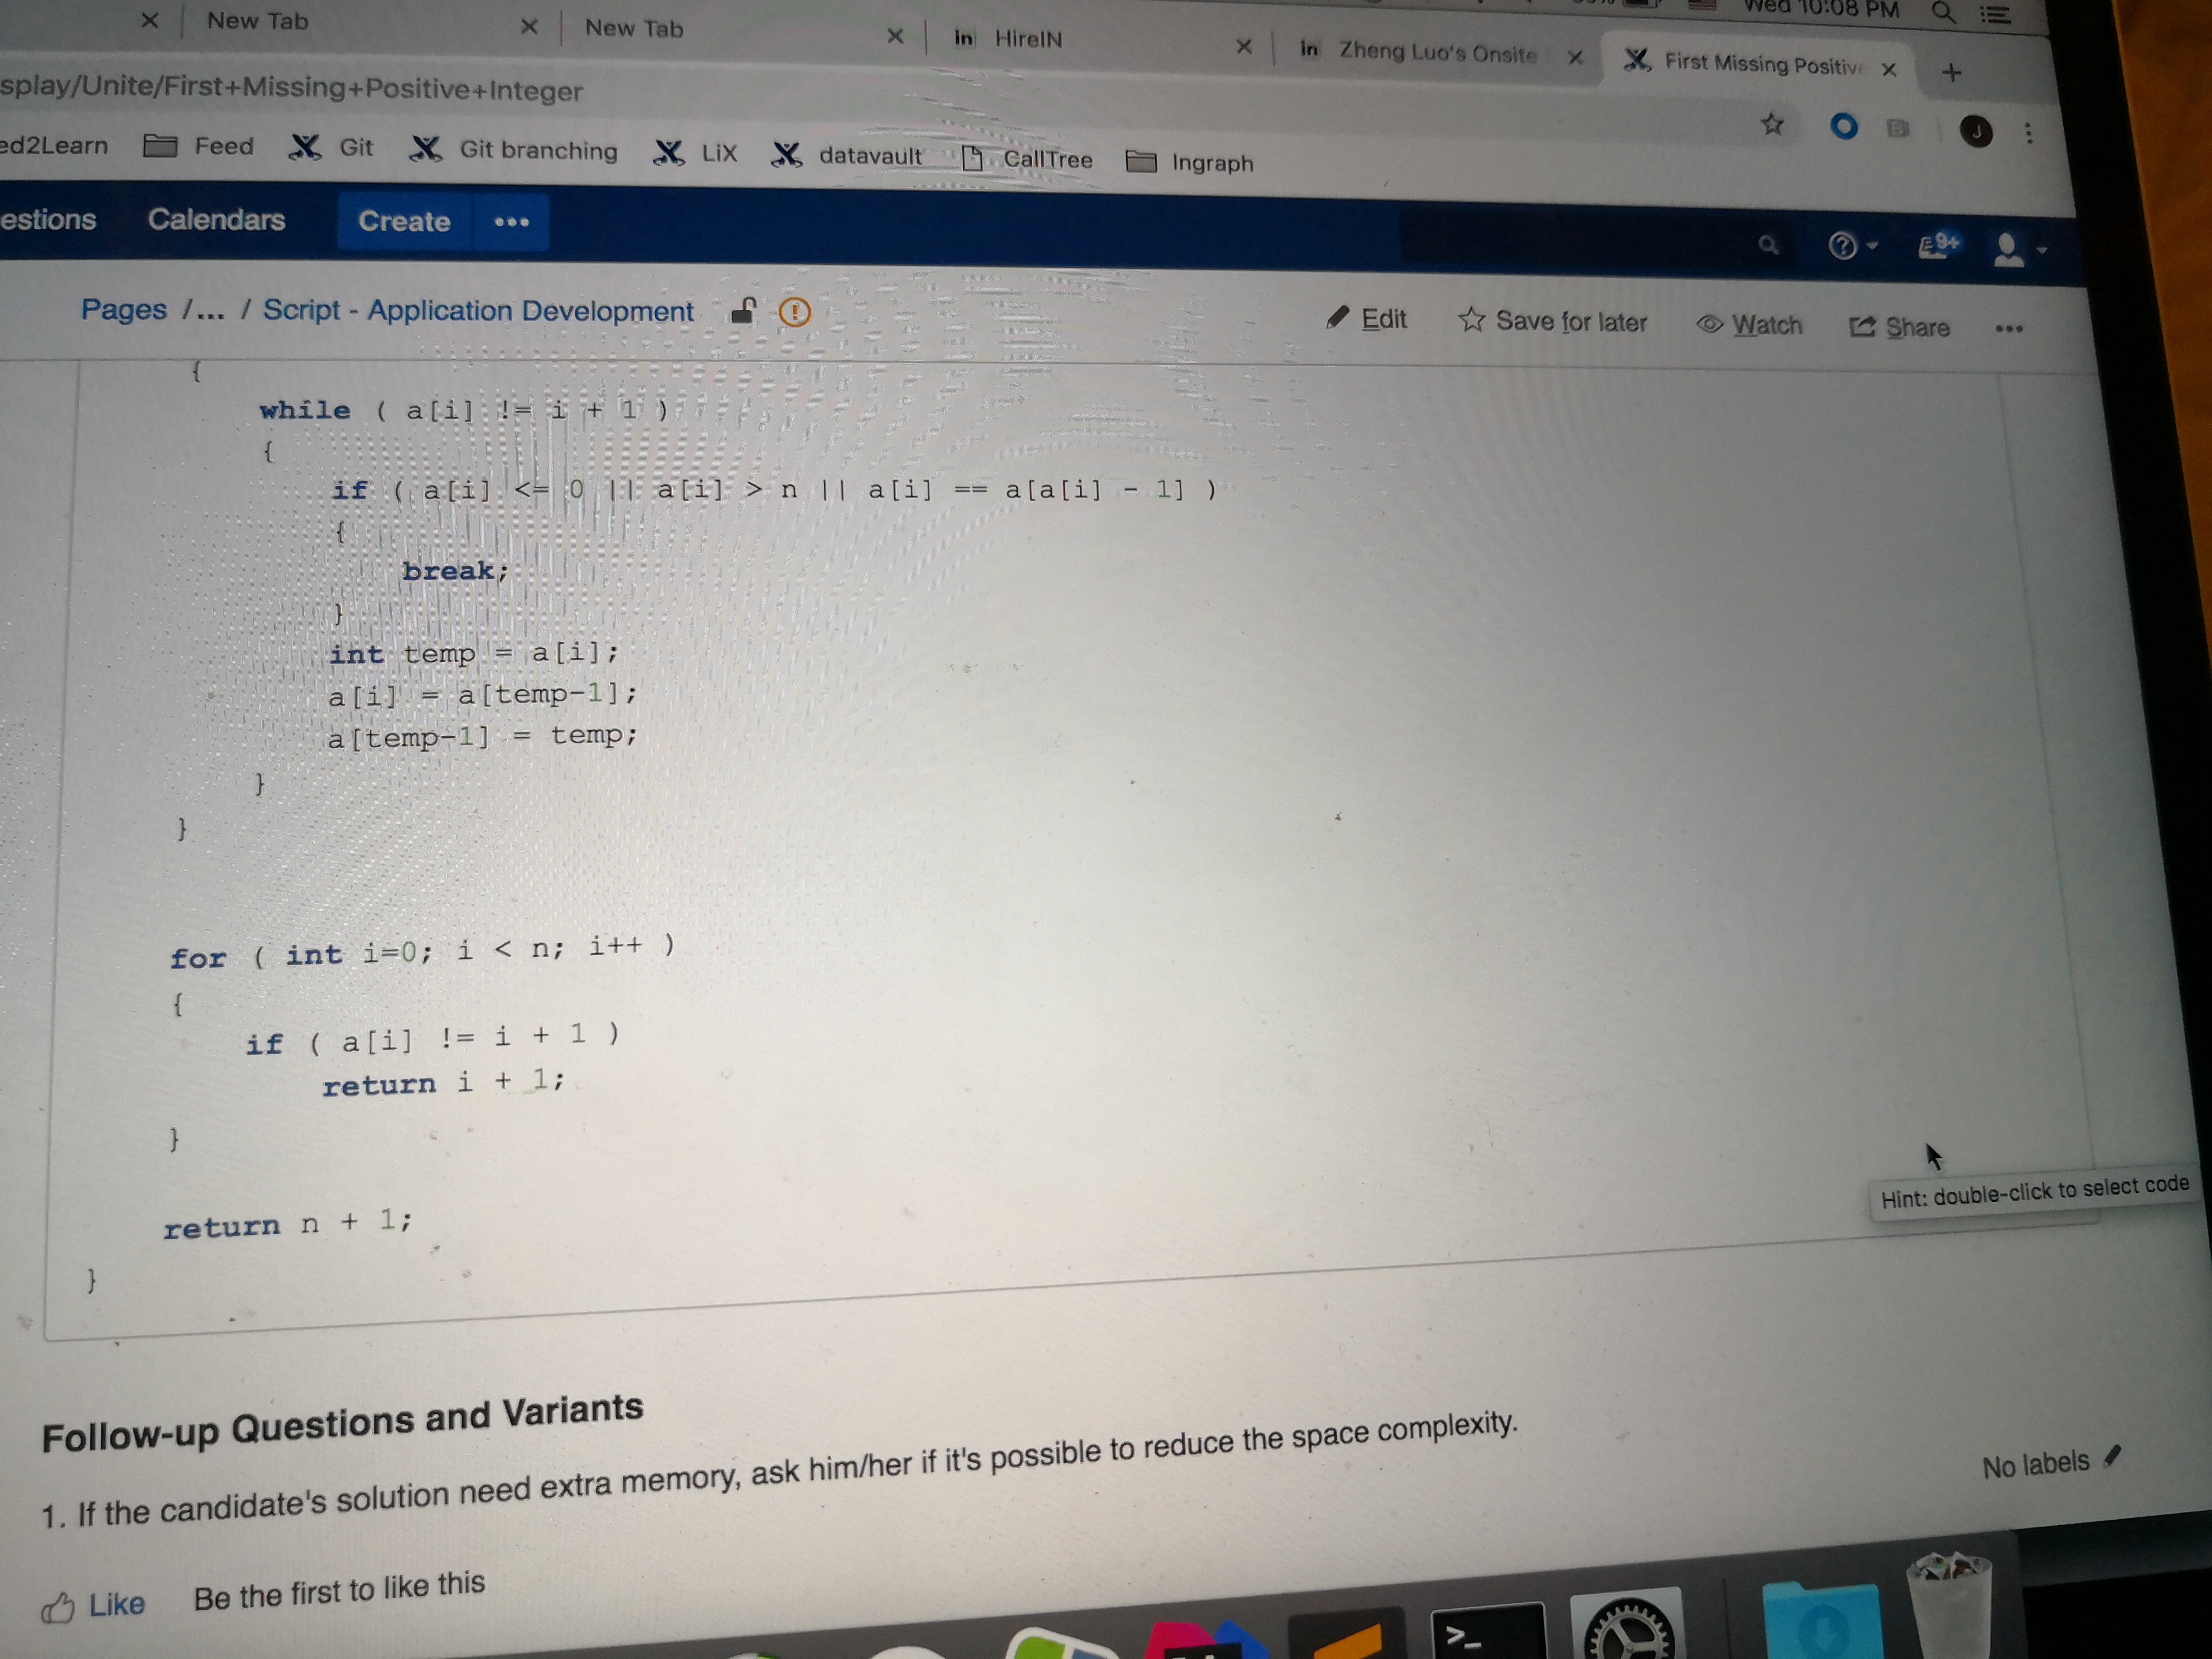 Wed 10:08 PM
New Tab
New Tab
in HireIN
in Zheng Luo's Onsite
First Missing Positive
splay/Unite/First+Missing+Positive+Integer
ed2Learn Feed Git Git branching LiX datavault CallTree Ingraph
J
estions Calendars Create •••
9+
Pages /... / Script - Application Development
Edit Save for later Watch Share •••
{
while ( a[i] != i + 1 )
{
if ( a[i] <= 0 || a[i] > n || a[i] == a[a[i] - 1] )
{
break;
}
int temp = a[i];
a[i] = a[temp-1];
a[temp-1] = temp;
}
}
for ( int i=0; i < n; i++ )
{
if ( a[i] != i + 1 )
return i + 1;
}
return n + 1;
}
Hint: double-click to select code
Follow-up Questions and Variants
1. If the candidate's solution need extra memory, ask him/her if it's possible to reduce the space complexity.
No labels
Like Be the first to like this
>_